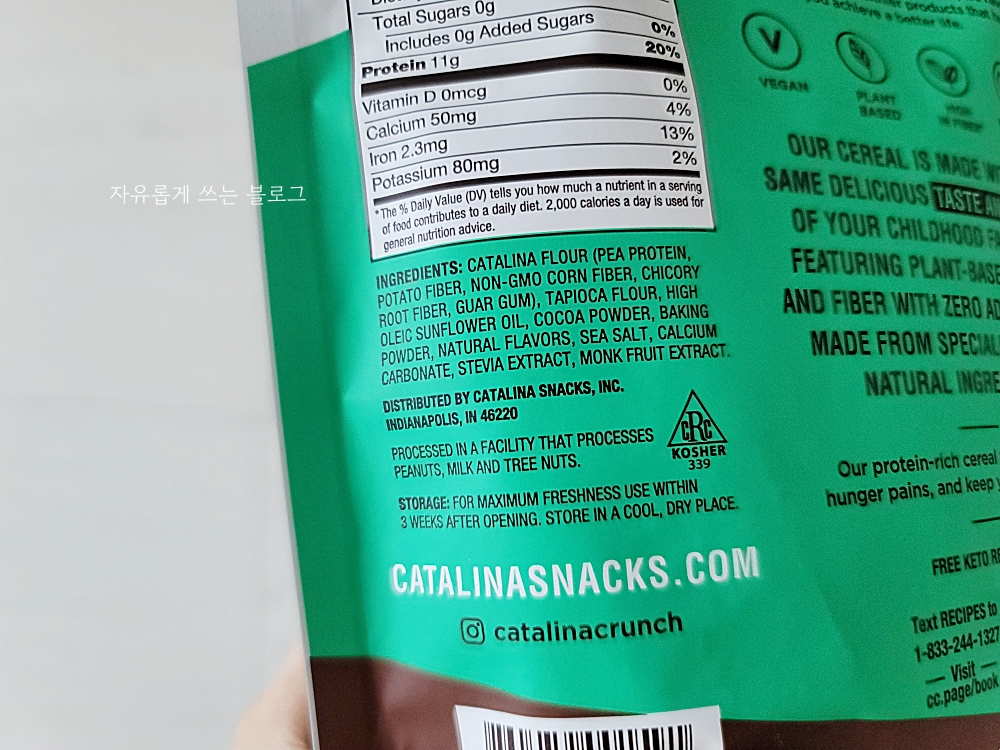 Total Sugars 0g
Includes 0g Added Sugars 0%
Protein 11g 20%
Vitamin D 0mcg 0%
Calcium 50mg 4%
Iron 2.3mg 13%
Potassium 80mg 2%
*The % Daily Value (DV) tells you how much a nutrient in a serving
of food contributes to a daily diet. 2,000 calories a day is used for
general nutrition advice.
INGREDIENTS: CATALINA FLOUR (PEA PROTEIN,
POTATO FIBER, NON-GMO CORN FIBER, CHICORY
ROOT FIBER, GUAR GUM), TAPIOCA FLOUR, HIGH
OLEIC SUNFLOWER OIL, COCOA POWDER, BAKING
POWDER, NATURAL FLAVORS, SEA SALT, CALCIUM
CARBONATE, STEVIA EXTRACT, MONK FRUIT EXTRACT.
DISTRIBUTED BY CATALINA SNACKS, INC.
INDIANAPOLIS, IN 46220
PROCESSED IN A FACILITY THAT PROCESSES
PEANUTS, MILK AND TREE NUTS.
CRC
KOSHER
339
STORAGE: FOR MAXIMUM FRESHNESS USE WITHIN
3 WEEKS AFTER OPENING. STORE IN A COOL, DRY PLACE.
CATALINASNACKS.COM
catalinacrunch
products that
achieve a better life.
V
VEGAN
PLANT
BASED
HIGH
IN FIBER
OUR CEREAL IS MADE
SAME DELICIOUS TASTE
OF YOUR CHILDHOOD
FEATURING PLANT-BASE
AND FIBER WITH ZERO
MADE FROM SPECIAL
NATURAL INGRE
Our protein-rich cereal
hunger pains, and keep
FREE KETO RE
Text RECIPES to
1-833-244-1327
Visit
cc.page/book
자유롭게 쓰는 블로그